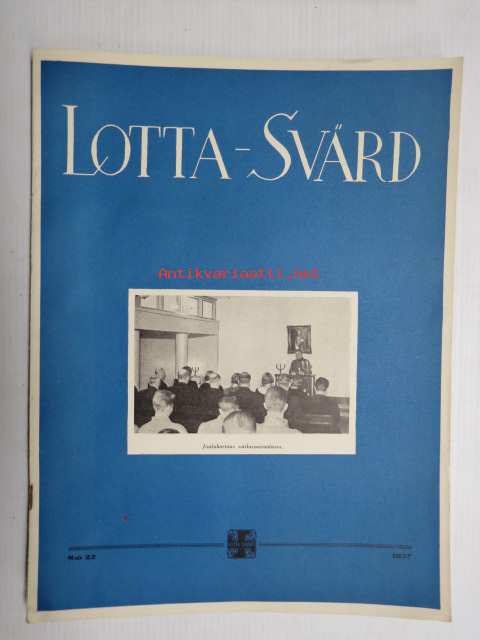 LOTTA-SVÄRD
Antikvariaatti.net
N:o 22
1937